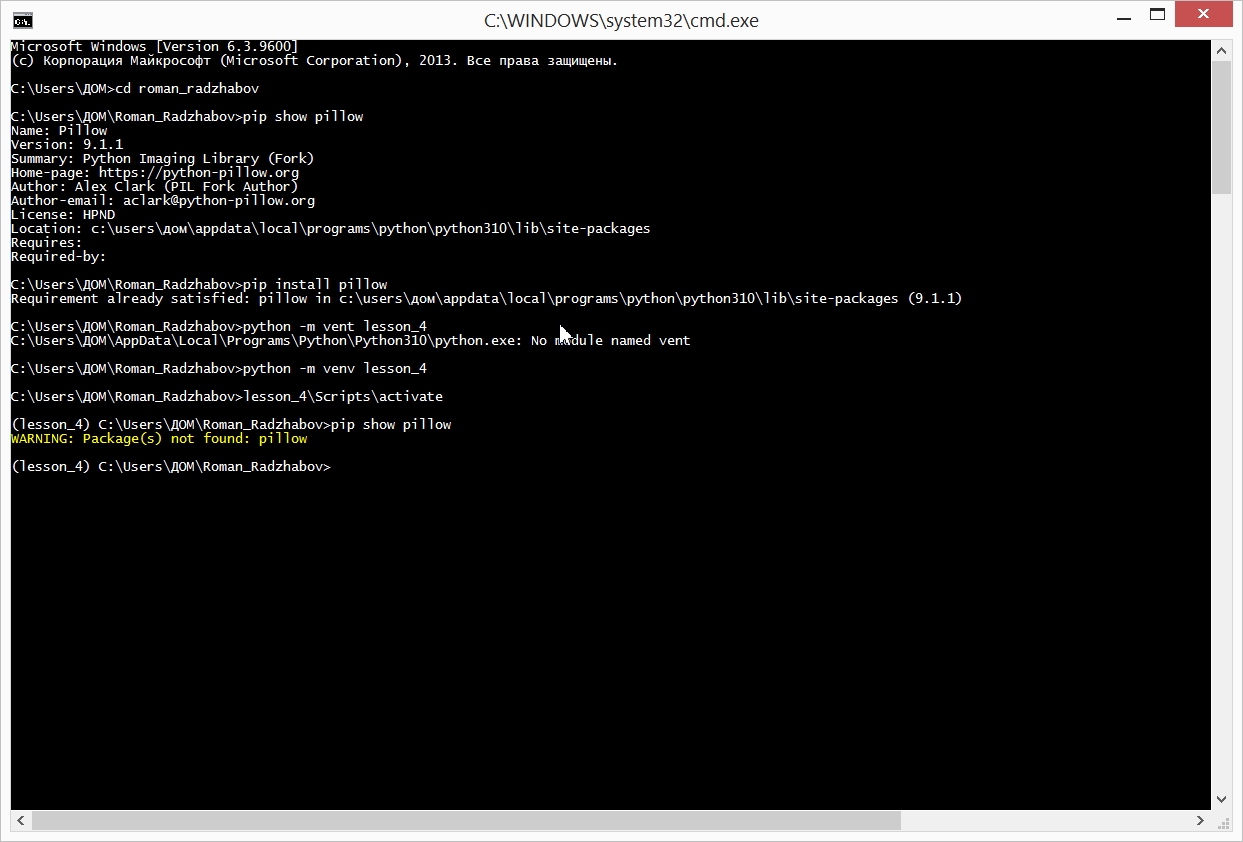 C:\WINDOWS\system32\cmd.exe
Microsoft Windows [Version 6.3.9600]
(c) Корпорация Майкрософт (Microsoft Corporation), 2013. Все права защищены.
C:\Users\ДОМ>cd roman_radzhabov
C:\Users\ДОМ\Roman_Radzhabov>pip show pillow
Name: Pillow
Version: 9.1.1
Summary: Python Imaging Library (Fork)
Home-page: https://python-pillow.org
Author: Alex Clark (PIL Fork Author)
Author-email: aclark@python-pillow.org
License: HPND
Location: c:\users\дом\appdata\local\programs\python\python310\lib\site-packages
Requires:
Required-by:
C:\Users\ДОМ\Roman_Radzhabov>pip install pillow
Requirement already satisfied: pillow in c:\users\дом\appdata\local\programs\python\python310\lib\site-packages (9.1.1)
C:\Users\ДОМ\Roman_Radzhabov>python -m vent lesson_4
C:\Users\ДОМ\AppData\Local\Programs\Python\Python310\python.exe: No module named vent
C:\Users\ДОМ\Roman_Radzhabov>python -m venv lesson_4
C:\Users\ДОМ\Roman_Radzhabov>lesson_4\Scripts\activate
(lesson_4) C:\Users\ДОМ\Roman_Radzhabov>pip show pillow
WARNING: Package(s) not found: pillow
(lesson_4) C:\Users\ДОМ\Roman_Radzhabov>